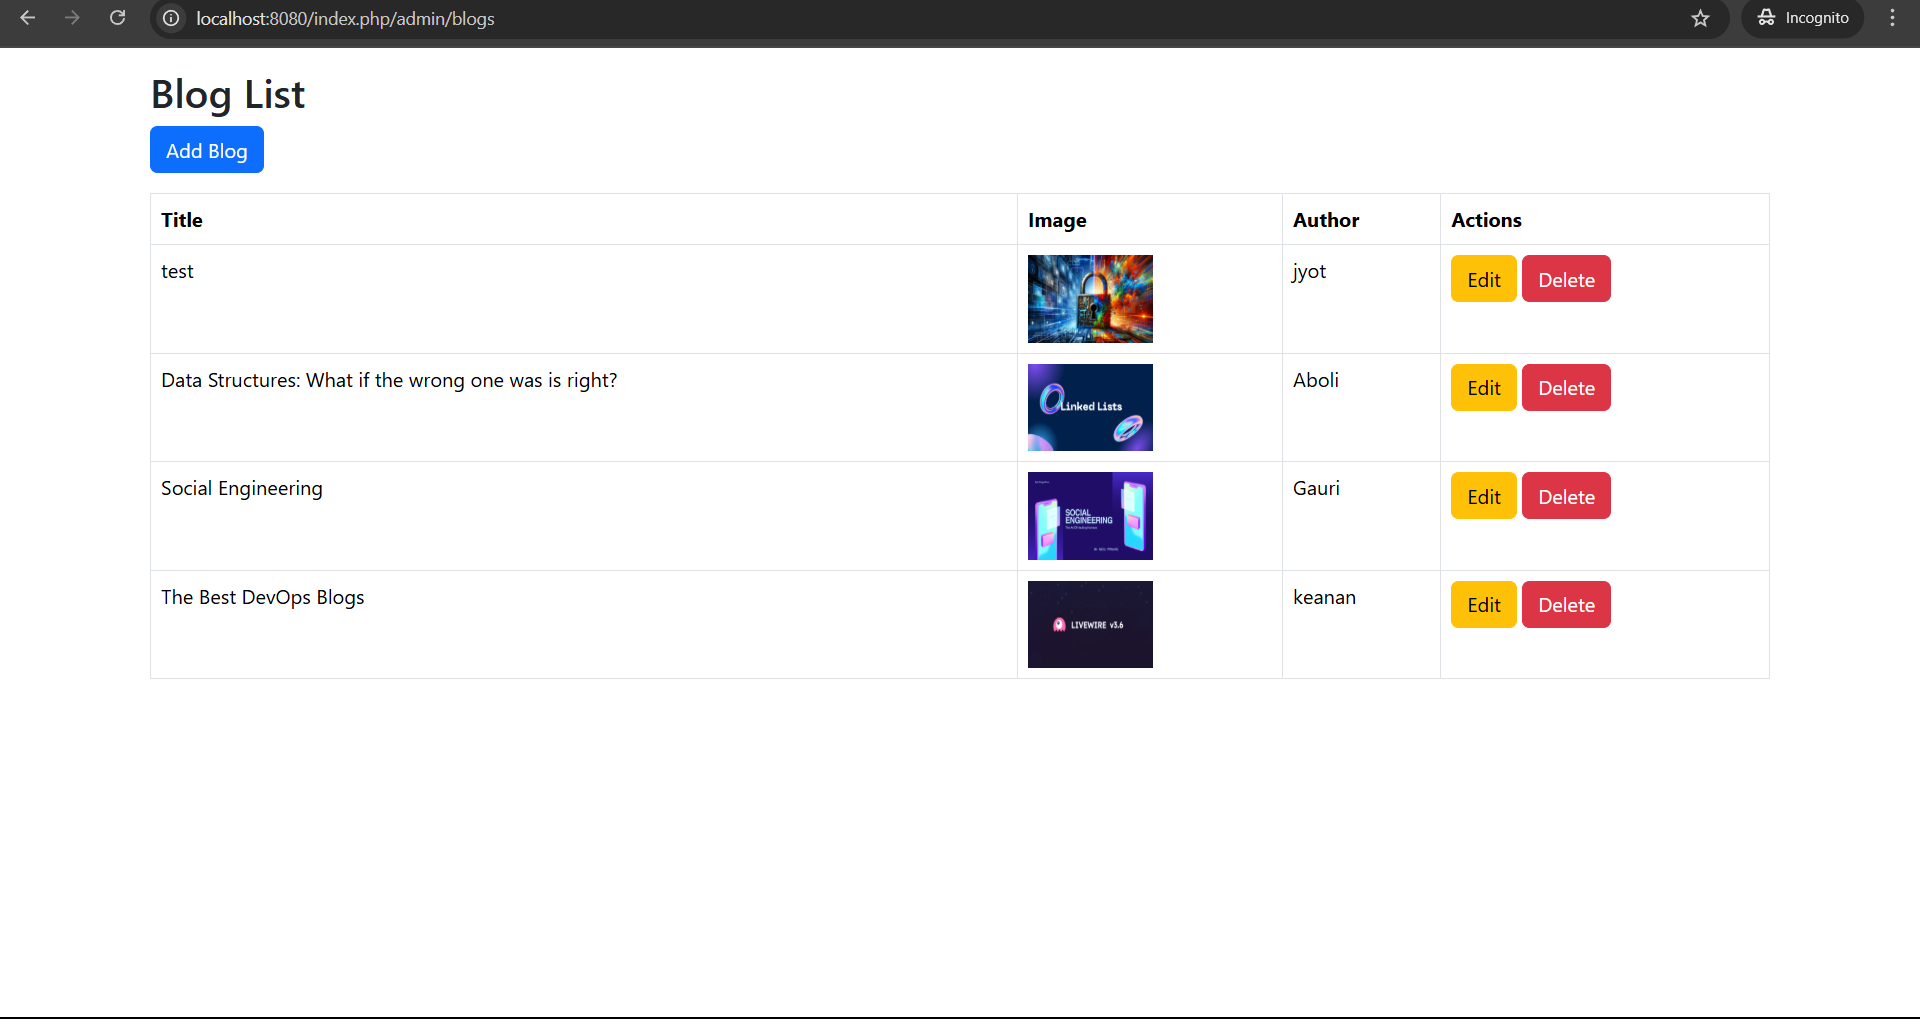 localhost:8080/index.php/admin/blogs
Incognito
Blog List
Add Blog
Title Image Author Actions
test jyot Edit Delete
Data Structures: What if the wrong one was is right? Linked Lists Aboli Edit Delete
Social Engineering SOCIAL ENGINEERING Gauri Edit Delete
The Best DevOps Blogs LIVEWIRE v3.6 keanan Edit Delete